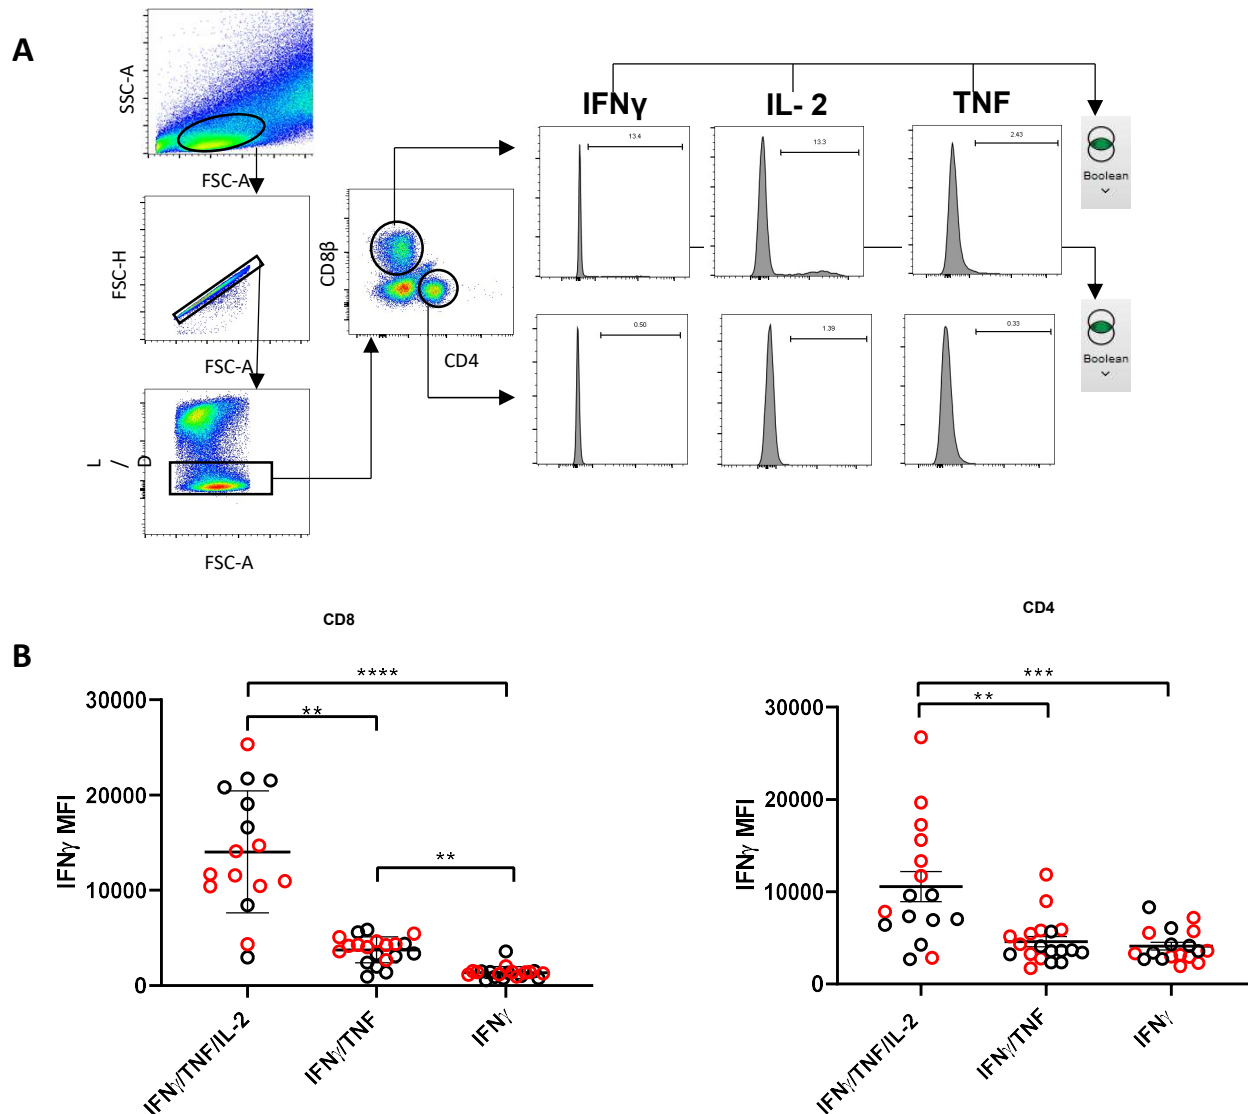 A
SSC-A
FSC-A
FSC-H
FSC-A
L / D
FSC-A
CD8β
CD4
IFNγ IL- 2 TNF
13.4 13.3 2.43
Boolean
0.50 1.39 0.33
Boolean
B
CD8
****
**
**
IFNγ MFI
30000
20000
10000
0
IFNγ/TNF/IL-2
IFNγ/TNF
IFNγ
CD4
***
**
IFNγ MFI
30000
20000
10000
0
IFNγ/TNF/IL-2
IFNγ/TNF
IFNγ